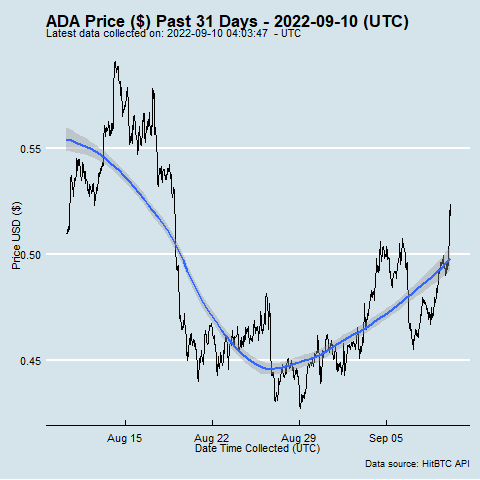 ADA Price ($) Past 31 Days - 2022-09-10 (UTC)
Latest data collected on: 2022-09-10 04:03:47 - UTC
0.55
0.50
0.45
Price USD ($)
Aug 15 Aug 22 Aug 29 Sep 05
Date Time Collected (UTC)
Data source: HitBTC API